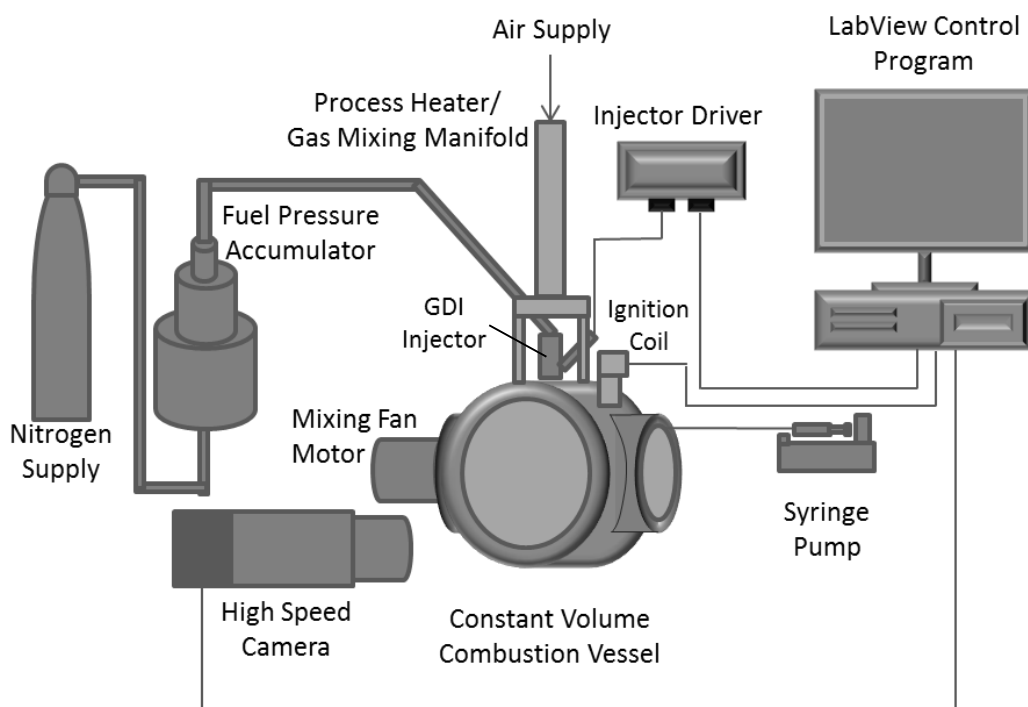 Air Supply
LabView Control
Program
Process Heater/
Gas Mixing Manifold
Injector Driver
Fuel Pressure
Accumulator
GDI
Injector
Ignition
Coil
Mixing Fan
Motor
Nitrogen
Supply
Syringe
Pump
High Speed
Camera
Constant Volume
Combustion Vessel